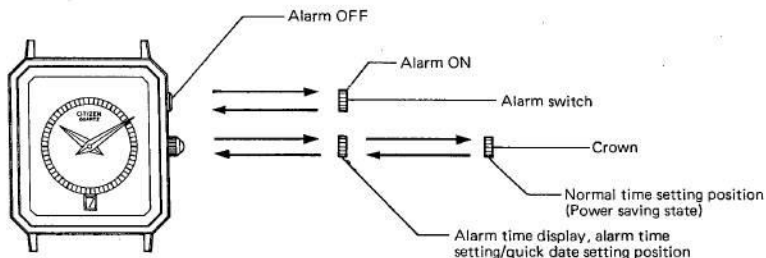 Alarm OFF
Alarm ON
Alarm switch
CITIZEN
QUARTZ
Crown
7
Normal time setting position
(Power saving state)
Alarm time display, alarm time
setting/quick date setting position